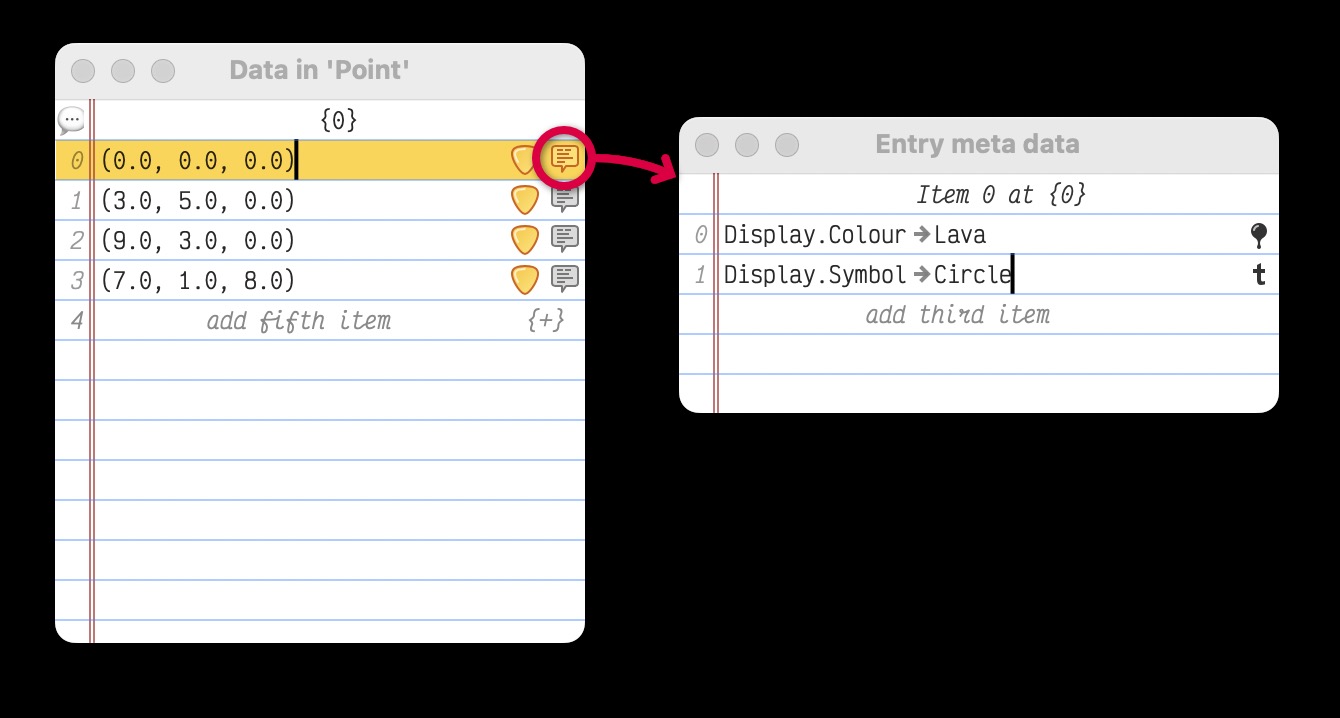 Data in 'Point'
{0}
0 (0.0, 0.0, 0.0)
1 (3.0, 5.0, 0.0)
2 (9.0, 3.0, 0.0)
3 (7.0, 1.0, 8.0)
4 add fifth item {+}
Entry meta data
Item 0 at {0}
0 Display.Colour →Lava
1 Display.Symbol →Circle t
add third item